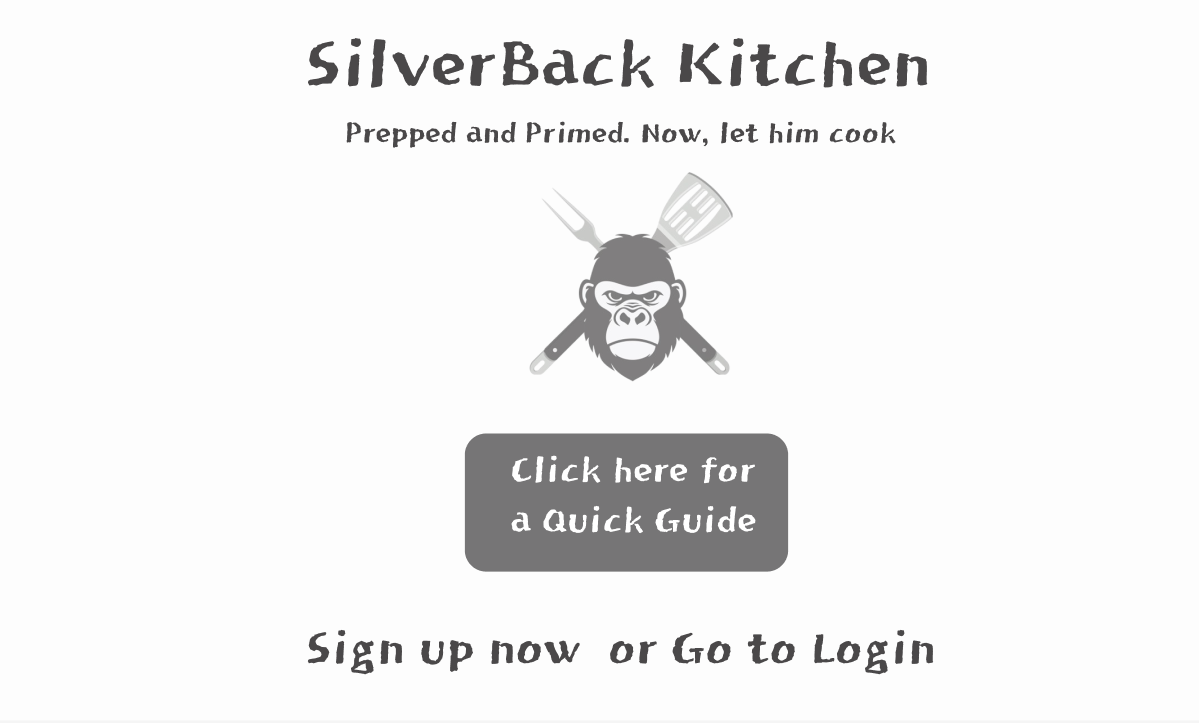 SilverBack Kitchen
Prepped and Primed. Now, let him cook
Click here for
a Quick Guide
Sign up now or Go to Login